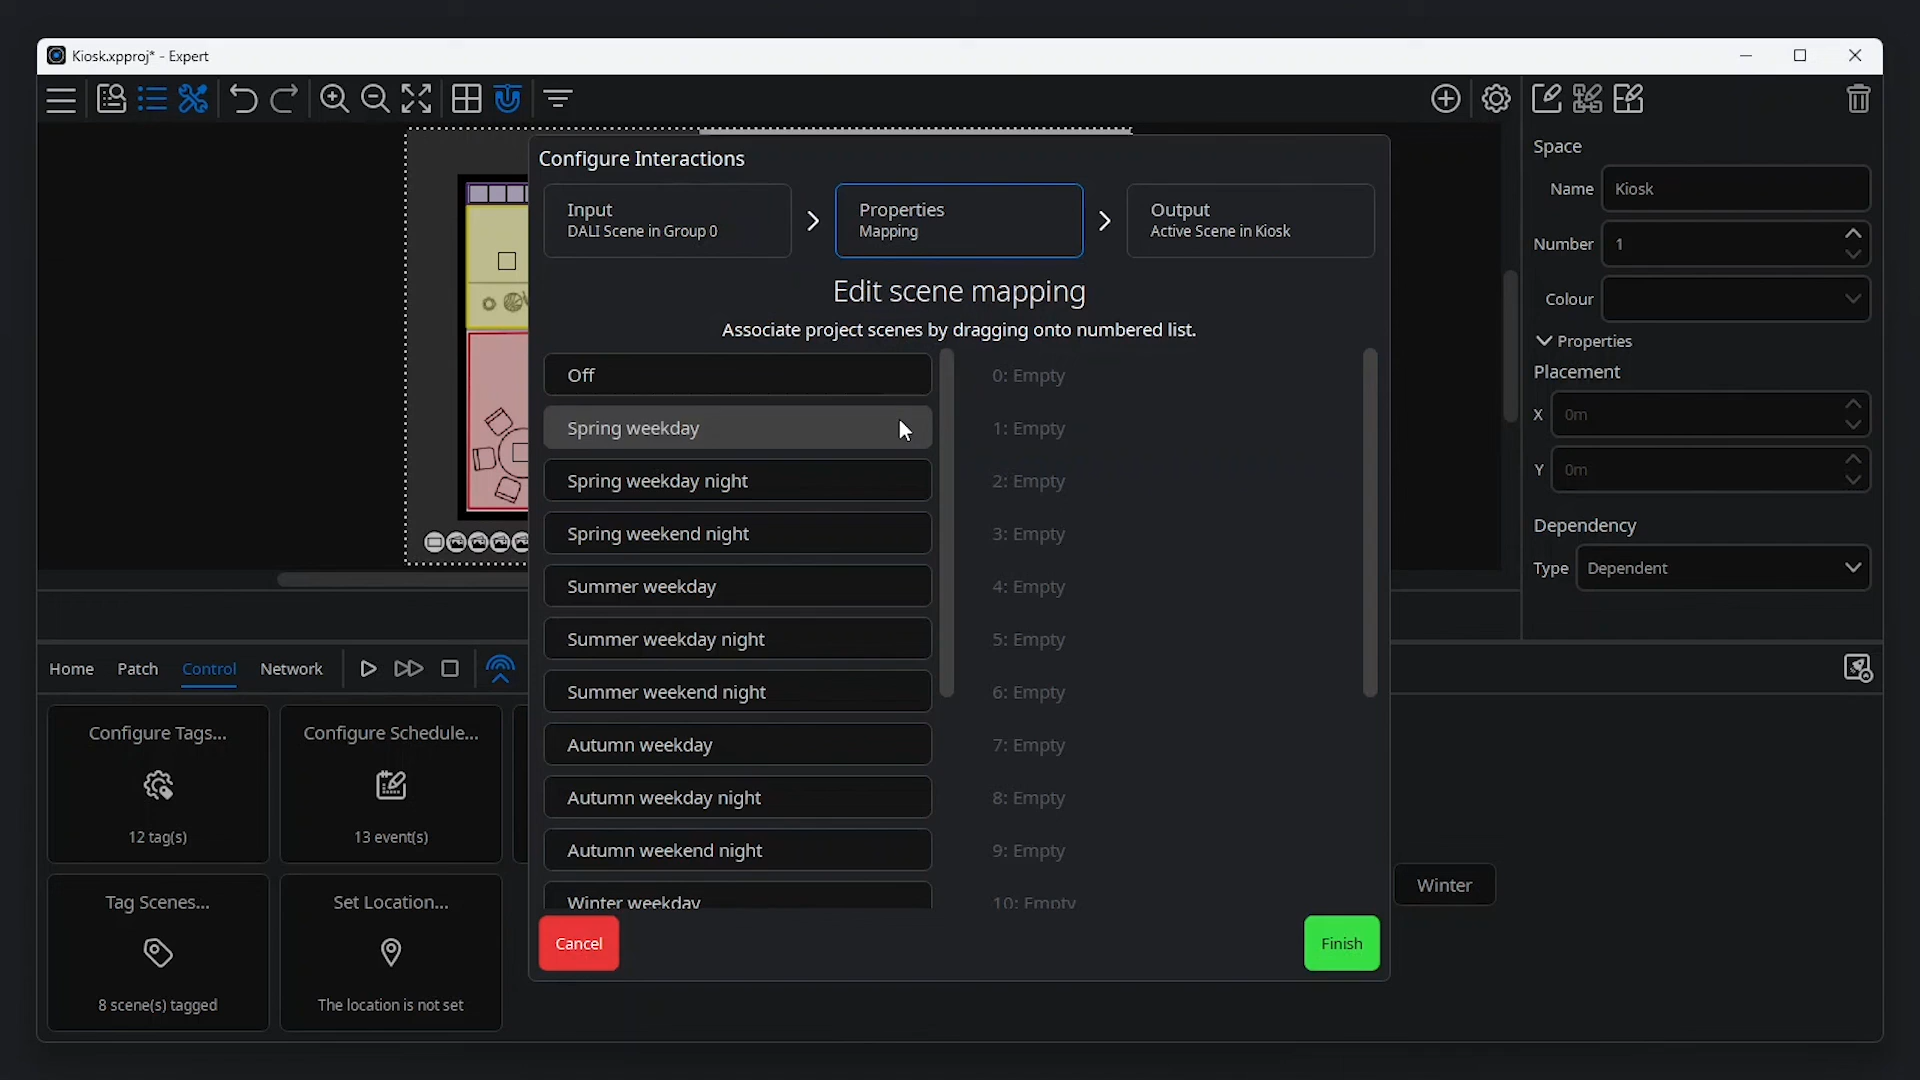 Kiosk.xpproj* - Expert
Configure Interactions
Input
DALI Scene in Group 0
Properties
Mapping
Output
Active Scene in Kiosk
Edit scene mapping
Associate project scenes by dragging onto numbered list.
Off
Spring weekday
Spring weekday night
Spring weekend night
Summer weekday
Summer weekday night
Summer weekend night
Autumn weekday
Autumn weekday night
Autumn weekend night
Winter weekday
0: Empty
1: Empty
2: Empty
3: Empty
4: Empty
5: Empty
6: Empty
7: Empty
8: Empty
9: Empty
10: Empty
Cancel
Finish
Space
Name Kiosk
Number 1
Colour
Properties
Placement
X 0m
Y 0m
Dependency
Type Dependent
Home Patch Control Network
Configure Tags...
12 tag(s)
Configure Schedule...
13 event(s)
Tag Scenes...
8 scene(s) tagged
Set Location...
The location is not set
Winter